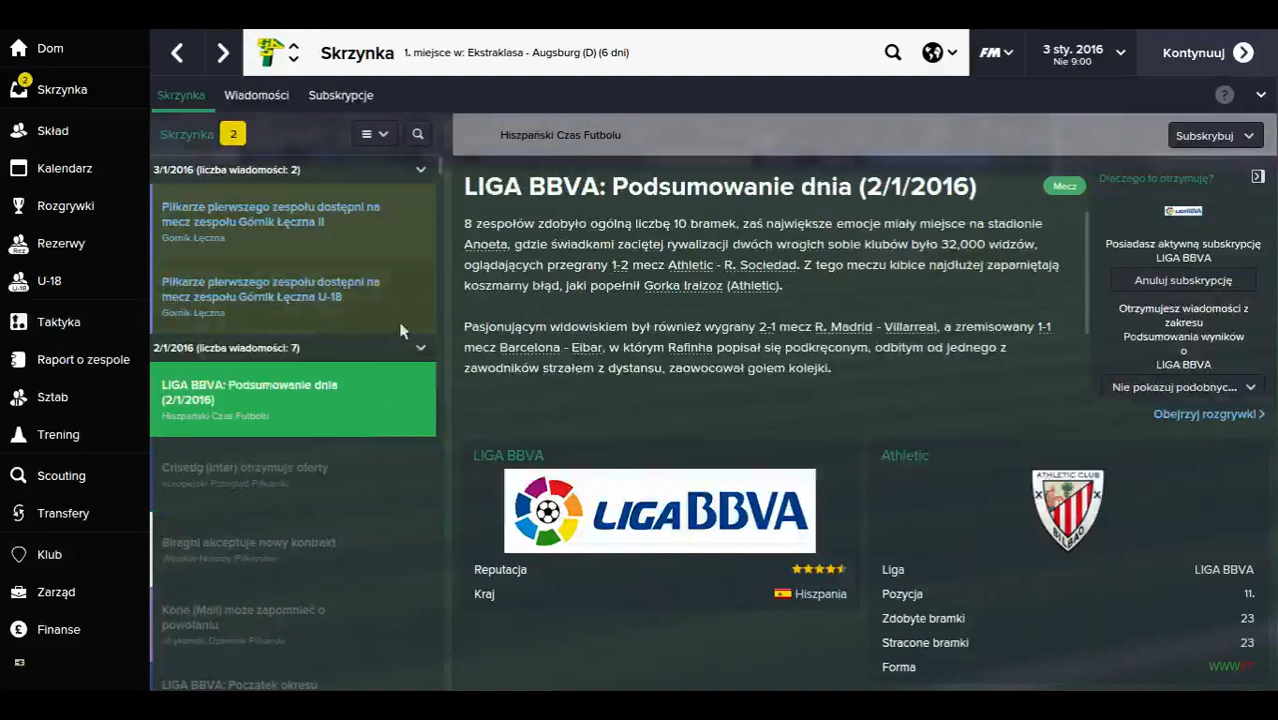 Dom
2
Skrzynka
Skład
Kalendarz
Rozgrywki
Rezerwy
U-18
Taktyka
Raport o zespole
Sztab
Trening
Scouting
Transfery
Klub
Zarząd
Finanse
Skrzynka
1. miejsce w: Ekstraklasa - Augsburg (D) (6 dni)
FM
3 sty. 2016
Nie 9:00
Kontynuuj
Skrzynka Wiadomości Subskrypcje
?
Skrzynka 2
3/1/2016 (liczba wiadomości: 2)
Piłkarze pierwszego zespołu dostępni na
mecz zespołu Górnik Łęczna II
Górnik Łęczna
Piłkarze pierwszego zespołu dostępni na
mecz zespołu Górnik Łęczna U-18
Górnik Łęczna
2/1/2016 (liczba wiadomości: 7)
LIGA BBVA: Podsumowanie dnia
(2/1/2016)
Hiszpański Czas Futbolu
Crisetig (Inter) otrzymuje oferty
Europejski Przegląd Piłkarski
Biraghi akceptuje nowy kontrakt
Włoskie Nowiny Piłkarskie
Kone (Mali) może zapomnieć o
powołaniu
Dziennik Piłkarski
LIGA BBVA: Początek okresu
Hiszpański Czas Futbolu
Subskrybuj
LIGA BBVA: Podsumowanie dnia (2/1/2016)
Mecz
8 zespołów zdobyło ogólną liczbę 10 bramek, zaś największe emocje miały miejsce na stadionie
Anoeta, gdzie świadkami zaciętej rywalizacji dwóch wrogich sobie klubów było 32,000 widzów,
oglądających przegrany 1-2 mecz Athletic - R. Sociedad. Z tego meczu kibice najdłużej zapamiętają
koszmarny błąd, jaki popełnił Gorka Iraizoz (Athletic).
Pasjonującym widowiskiem był również wygrany 2-1 mecz R. Madrid - Villarreal, a zremisowany 1-1
mecz Barcelona - Eibar, w którym Rafinha popisał się podkręconym, odbitym od jednego z
zawodników strzałem z dystansu, zaowocował golem kolejki.
Dlaczego to otrzymuję?
LIGABBVA
Posiadasz aktywną subskrypcję
LIGA BBVA
Anuluj subskrypcję
Otrzymujesz wiadomości z
zakresu
Podsumowania wyników
o
LIGA BBVA
Nie pokazuj podobnyc...
Obejrzyj rozgrywki
LIGA BBVA
LIGABBVA
Reputacja
Kraj Hiszpania
Athletic
ATHLETIC CLUB
BILBAO
Liga LIGA BBVA
Pozycja 11.
Zdobyte bramki 23
Stracone bramki 23
Forma WWWPP